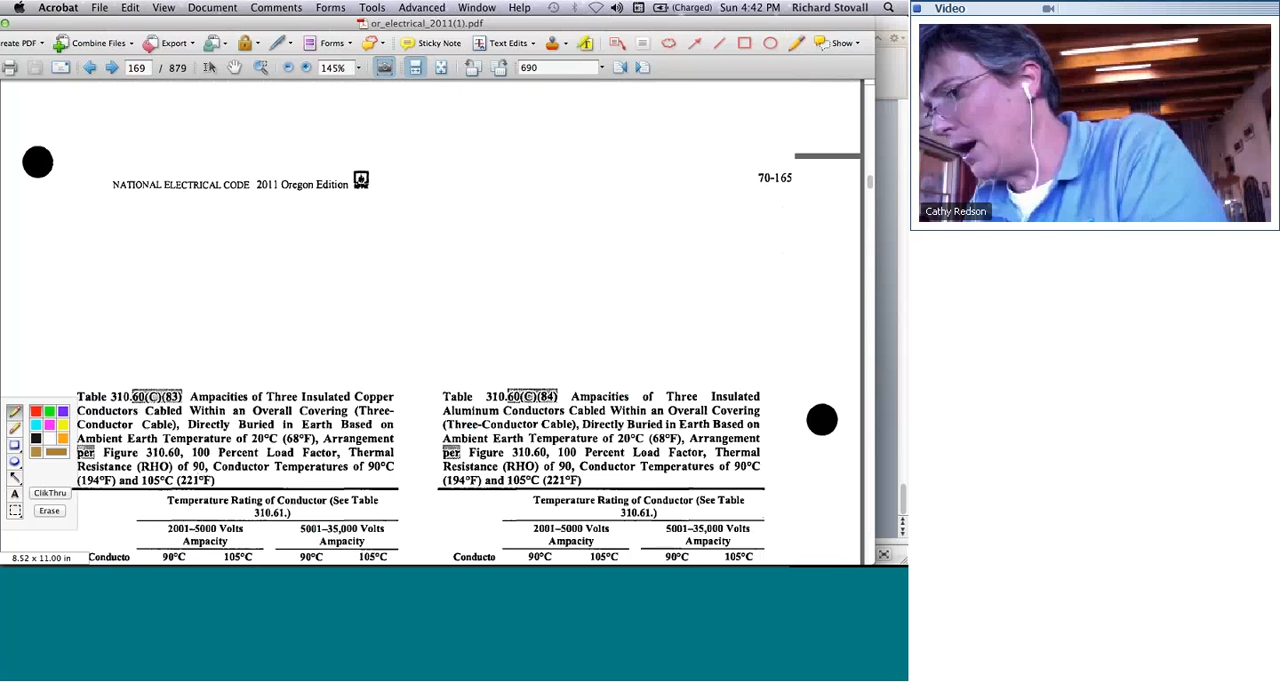 Acrobat File Edit View Document Comments Forms Tools Advanced Window Help (Charged) Sun 4:42 PM Richard Stovall
or_electrical_2011(1).pdf
reate PDF Combine Files Export Forms Sticky Note Text Edits Show
169 / 879 145% 690
NATIONAL ELECTRICAL CODE 2011 Oregon Edition
70-165
Table 310.60(C)(83) Ampacities of Three Insulated Copper
Conductors Cabled Within an Overall Covering (Three-
Conductor Cable), Directly Buried in Earth Based on
Ambient Earth Temperature of 20°C (68°F), Arrangement
per Figure 310.60, 100 Percent Load Factor, Thermal
Resistance (RHO) of 90, Conductor Temperatures of 90°C
(194°F) and 105°C (221°F)
Temperature Rating of Conductor (See Table
310.61.)
2001-5000 Volts 5001-35,000 Volts
Ampacity Ampacity
Conducto 90°C 105°C 90°C 105°C
Table 310.60(C)(84) Ampacities of Three Insulated
Aluminum Conductors Cabled Within an Overall Covering
(Three-Conductor Cable), Directly Buried in Earth Based on
Ambient Earth Temperature of 20°C (68°F), Arrangement
per Figure 310.60, 100 Percent Load Factor, Thermal
Resistance (RHO) of 90, Conductor Temperatures of 90°C
(194°F) and 105°C (221°F)
Temperature Rating of Conductor (See Table
310.61.)
2001-5000 Volts 5001-35,000 Volts
Ampacity Ampacity
Conducto 90°C 105°C 90°C 105°C
A
ClikThru
Erase
8.52 x 11.00 in
Video
Cathy Redson